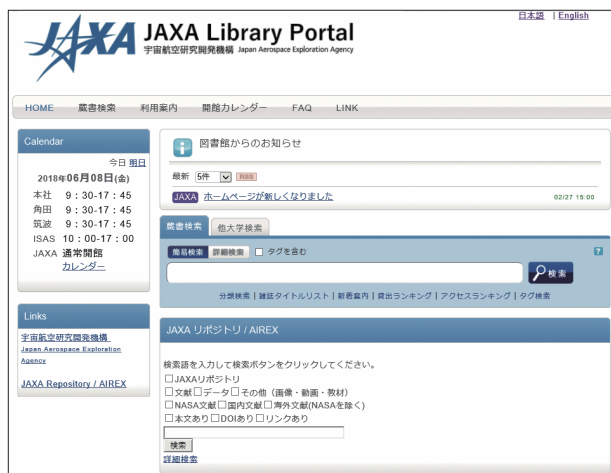 日本語 | English
JAXA JAXA Library Portal
宇宙航空研究開発機構 Japan Aerospace Exploration Agency
HOME 蔵書検索 利用案内 開館カレンダー FAQ LINK
Calendar
今日 明日
2018年06月08日(金)
本社 9：30-17：45
角田 9：30-17：45
筑波 9：30-17：45
ISAS 10：00-17：00
JAXA 通常開館
カレンダー
Links
宇宙航空研究開発機構
Japan Aerospace Exploration
Agency
JAXA Repository / AIREX
図書館からのお知らせ
最新 5件 RSS
JAXA ホームページが新しくなりました 02/27 15:00
蔵書検索 他大学検索
簡易検索 詳細検索 □ タグを含む ?
検索
分類検索 | 雑誌タイトルリスト | 新着案内 | 貸出ランキング | アクセスランキング | タグ検索
JAXA リポジトリ / AIREX
検索語を入力して検索ボタンをクリックしてください。
□JAXAリポジトリ
□文献□データ□その他（画像・動画・教材）
□NASA文献□国内文献□海外文献(NASAを除く)
□本文あり□DOIあり□リンクあり
検索
詳細検索